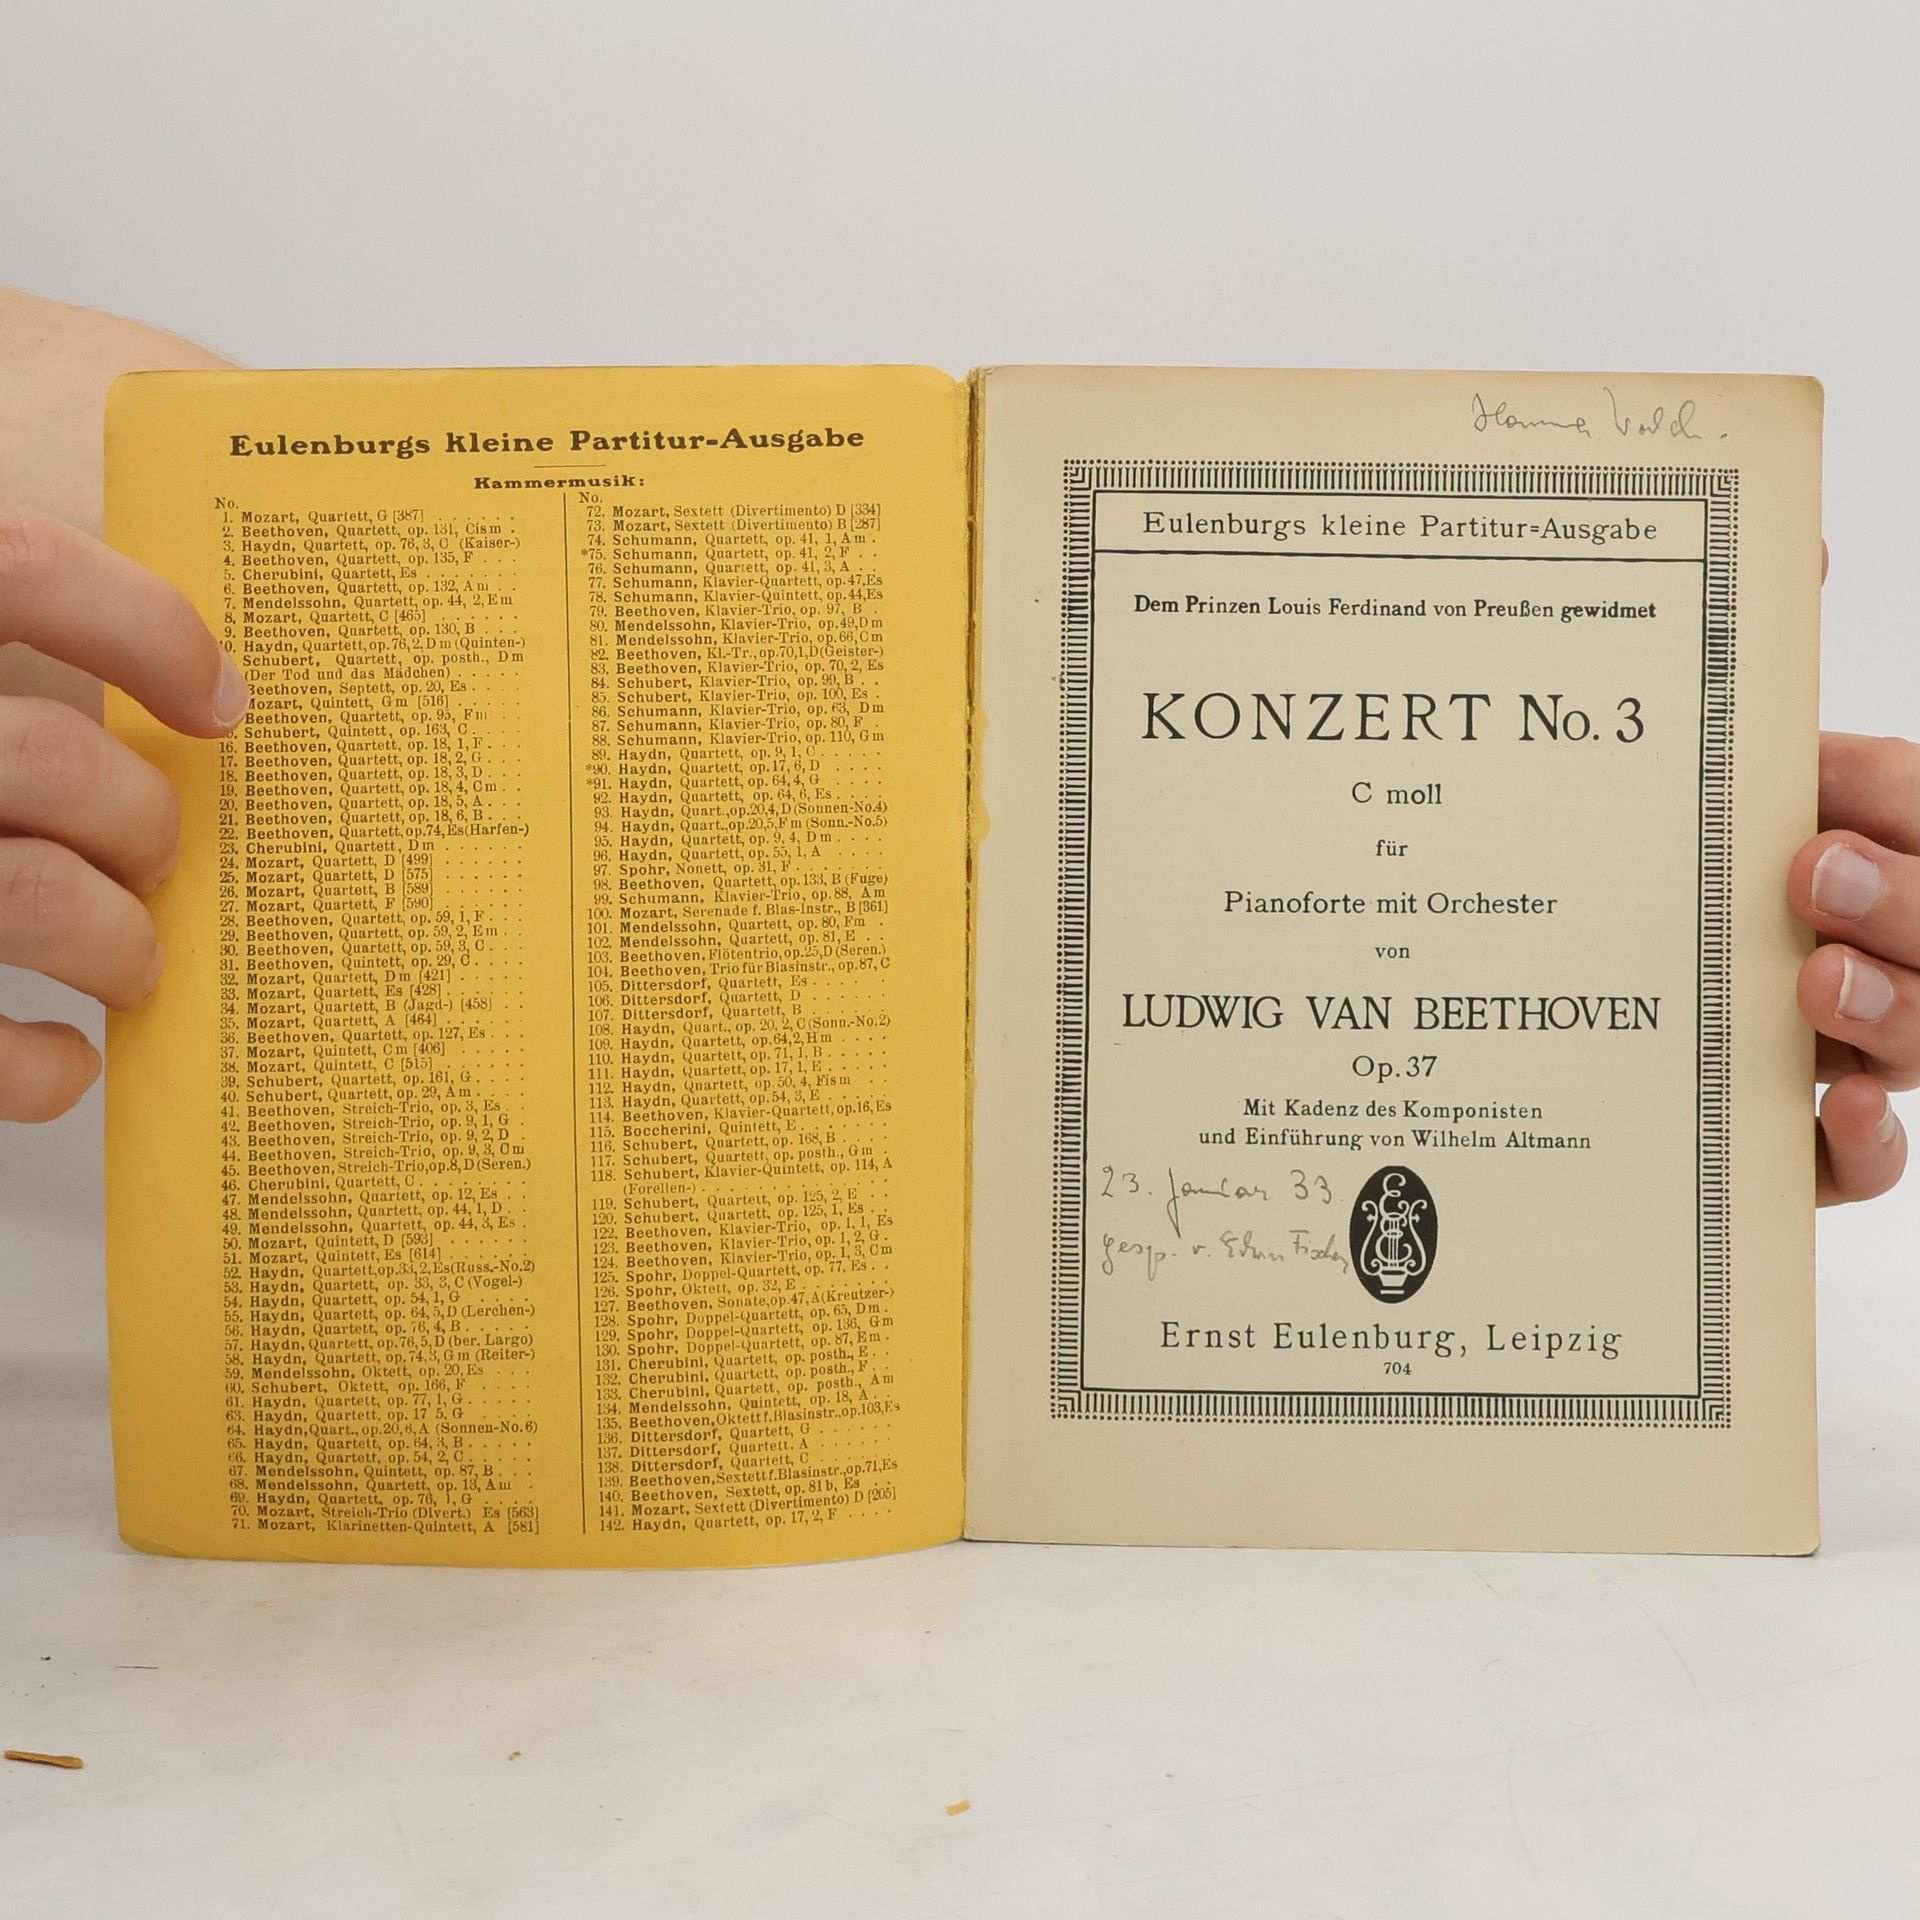 Eulenburgs kleine Partitur-Ausgabe
Kammermusik:
No.
1. Mozart, Quartett, G [387]
2. Beethoven, Quartett, op. 131, Cism
3. Haydn, Quartett, op. 76, 3, C (Kaiser-)
4. Beethoven, Quartett, op. 135, F
5. Cherubini, Quartett, Es
6. Beethoven, Quartett, op. 132, Am
7. Mendelssohn, Quartett, op. 44, 2, Em
8. Mozart, Quartett, C [465]
9. Beethoven, Quartett, op. 130, B
0. Haydn, Quartett, op. 76, 2, Dm (Quinten-)
Schubert, Quartett, op. posth., Dm
(Der Tod und das Mädchen)
Beethoven, Septett, op. 20, Es
Mozart, Quintett, Gm [516]
Beethoven, Quartett, op. 95, Fm
Schubert, Quintett, op. 163, C
16. Beethoven, Quartett, op. 18, 1, F
17. Beethoven, Quartett, op. 18, 2, G
18. Beethoven, Quartett, op. 18, 3, D
19. Beethoven, Quartett, op. 18, 4, Cm
20. Beethoven, Quartett, op. 18, 5, A
21. Beethoven, Quartett, op. 18, 6, B
22. Beethoven, Quartett, op. 74, Es (Harfen-)
23. Cherubini, Quartett, Dm
24. Mozart, Quartett, D [499]
25. Mozart, Quartett, D [575]
26. Mozart, Quartett, B [589]
27. Mozart, Quartett, F [590]
28. Beethoven, Quartett, op. 59, 1, F
29. Beethoven, Quartett, op. 59, 2, Em
30. Beethoven, Quartett, op. 59, 3, C
31. Beethoven, Quintett, op. 29, C
32. Mozart, Quartett, Dm [421]
33. Mozart, Quartett, Es [428]
34. Mozart, Quartett, B (Jagd-) [458]
35. Mozart, Quartett, A [464]
36. Beethoven, Quartett, op. 127, Es
37. Mozart, Quintett, Cm [406]
38. Mozart, Quintett, C [515]
39. Schubert, Quartett, op. 161, G
40. Schubert, Quartett, op. 29, Am
41. Beethoven, Streich-Trio, op. 3, Es
42. Beethoven, Streich-Trio, op. 9, 1, G
43. Beethoven, Streich-Trio, op. 9, 2, D
44. Beethoven, Streich-Trio, op. 9, 3, Cm
45. Beethoven, Streich-Trio, op. 8, D (Seren.)
46. Cherubini, Quartett, C
47. Mendelssohn, Quartett, op. 12, Es
48. Mendelssohn, Quartett, op. 44, 1, D
49. Mendelssohn, Quartett, op. 44, 3, Es
50. Mozart, Quintett, D [593]
51. Mozart, Quintett, Es [614]
52. Haydn, Quartett, op. 33, 2, Es (Russ.-No. 2)
53. Haydn, Quartett, op. 33, 3, C (Vogel-)
54. Haydn, Quartett, op. 54, 1, G
55. Haydn, Quartett, op. 64, 5, D (Lerchen-)
56. Haydn, Quartett, op. 76, 4, B
57. Haydn, Quartett, op. 76, 5, D (ber. Largo)
58. Haydn, Quartett, op. 74, 3, Gm (Reiter-)
59. Mendelssohn, Oktett, op. 20, Es
60. Schubert, Oktett, op. 166, F
61. Haydn, Quartett, op. 77, 1, G
63. Haydn, Quartett, op. 17 5, G
64. Haydn, Quart., op. 20, 6, A (Sonnen-No. 6)
65. Haydn, Quartett, op. 64, 3, B
66. Haydn, Quartett, op. 54, 2, C
67. Mendelssohn, Quintett, op. 87, B
68. Mendelssohn, Quartett, op. 13, Am
69. Haydn, Quartett, op. 76, 1, G
70. Mozart, Streich-Trio (Divert.) Es [563]
71. Mozart, Klarinetten-Quintett, A [581]
No.
72. Mozart, Sextett (Divertimento) D [334]
73. Mozart, Sextett (Divertimento) B [287]
74. Schumann, Quartett, op. 41, 1, Am
*75. Schumann, Quartett, op. 41, 2, F
76. Schumann, Quartett, op. 41, 3, A
77. Schumann, Klavier-Quartett, op. 47, Es
78. Schumann, Klavier-Quintett, op. 44, Es
79. Beethoven, Klavier-Trio, op. 97, B
80. Mendelssohn, Klavier-Trio, op. 49, Dm
81. Mendelssohn, Klavier-Trio, op. 66, Cm
82. Beethoven, Kl.-Tr., op. 70, 1, D (Geister-)
83. Beethoven, Klavier-Trio, op. 70, 2, Es
84. Schubert, Klavier-Trio, op. 99, B
85. Schubert, Klavier-Trio, op. 100, Es
86. Schumann, Klavier-Trio, op. 63, Dm
87. Schumann, Klavier-Trio, op. 80, F
88. Schumann, Klavier-Trio, op. 110, Gm
89. Haydn, Quartett, op. 9, 1, C
*90. Haydn, Quartett, op. 17, 6, D
*91. Haydn, Quartett, op. 64, 4, G
92. Haydn, Quartett, op. 64, 6, Es
93. Haydn, Quart., op. 20, 4, D (Sonnen-No. 4)
94. Haydn, Quart., op. 20, 5, Fm (Sonn.-No. 5)
95. Haydn, Quartett, op. 9, 4, Dm
96. Haydn, Quartett, op. 55, 1, A
97. Spohr, Nonett, op. 31, F
98. Beethoven, Quartett, op. 133, B (Fuge)
99. Schumann, Klavier-Trio, op. 88, Am
100. Mozart, Serenade f. Blas-Instr., B [361]
101. Mendelssohn, Quartett, op. 80, Fm
102. Mendelssohn, Quartett, op. 81, E
103. Beethoven, Flötentrio, op. 25, D (Seren.)
104. Beethoven, Trio für Blasinstr., op. 87, C
105. Dittersdorf, Quartett, Es
106. Dittersdorf, Quartett, D
107. Dittersdorf, Quartett, B
108. Haydn, Quart., op. 20, 2, C (Sonn.-No. 2)
109. Haydn, Quartett, op. 64, 2, Hm
110. Haydn, Quartett, op. 71, 1, B
111. Haydn, Quartett, op. 17, 1, E
112. Haydn, Quartett, op. 50, 4, Fism
113. Haydn, Quartett, op. 54, 3, E
114. Beethoven, Klavier-Quartett, op. 16, Es
115. Boccherini, Quintett, E
116. Schubert, Quartett, op. 168, B
117. Schubert, Quartett, op. posth., Gm
118. Schubert, Klavier-Quintett, op. 114, A
(Forellen-)
119. Schubert, Quartett, op. 125, 2, E
120. Schubert, Quartett, op. 125, 1, Es
122. Beethoven, Klavier-Trio, op. 1, 1, Es
123. Beethoven, Klavier-Trio, op. 1, 2, G
124. Beethoven, Klavier-Trio, op. 1, 3, Cm
125. Spohr, Doppel-Quartett, op. 77, Es
126. Spohr, Oktett, op. 32, E
127. Beethoven, Sonate, op. 47, A (Kreutzer-)
128. Spohr, Doppel-Quartett, op. 65, Dm
129. Spohr, Doppel-Quartett, op. 136, Gm
130. Spohr, Doppel-Quartett, op. 87, Em
131. Cherubini, Quartett, op. posth., E
132. Cherubini, Quartett, op. posth., F
133. Cherubini, Quartett, op. posth., Am
134. Mendelssohn, Quintett, op. 18, A
135. Beethoven, Oktett f. Blasinstr., op. 103, Es
136. Dittersdorf, Quartett, G
137. Dittersdorf, Quartett, A
138. Dittersdorf, Quartett, C
139. Beethoven, Sextett f. Blasinstr., op. 71, Es
140. Beethoven, Sextett, op. 81b, Es
141. Mozart, Sextett (Divertimento) D [205]
142. Haydn, Quartett, op. 17, 2, F
Eulenburgs kleine Partitur=Ausgabe
Dem Prinzen Louis Ferdinand von Preußen gewidmet
KONZERT No. 3
C moll
für
Pianoforte mit Orchester
von
LUDWIG VAN BEETHOVEN
Op. 37
Mit Kadenz des Komponisten
und Einführung von Wilhelm Altmann
23. Januar 33.
gesp. v. Edwin Fischer
Ernst Eulenburg, Leipzig
704